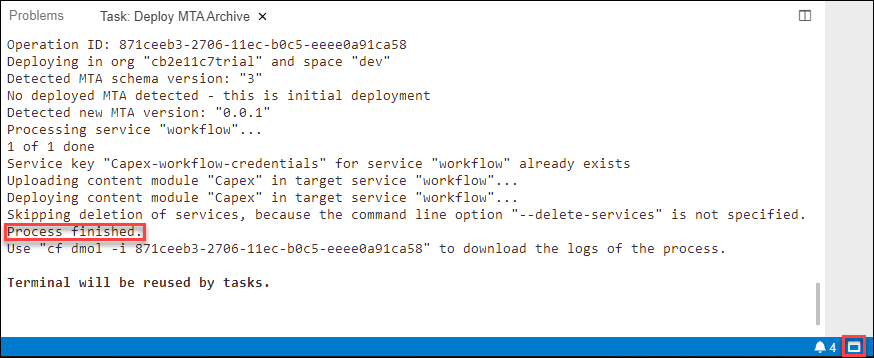 Problems
Task: Deploy MTA Archive ×
Operation ID: 871ceeb3-2706-11ec-b0c5-eeee0a91ca58
Deploying in org "cb2e11c7trial" and space "dev"
Detected MTA schema version: "3"
No deployed MTA detected - this is initial deployment
Detected new MTA version: "0.0.1"
Processing service "workflow"...
1 of 1 done
Service key "Capex-workflow-credentials" for service "workflow" already exists
Uploading content module "Capex" in target service "workflow"...
Deploying content module "Capex" in target service "workflow"...
Skipping deletion of services, because the command line option "--delete-services" is not specified.
Process finished.
Use "cf dmol -i 871ceeb3-2706-11ec-b0c5-eeee0a91ca58" to download the logs of the process.
Terminal will be reused by tasks.
4